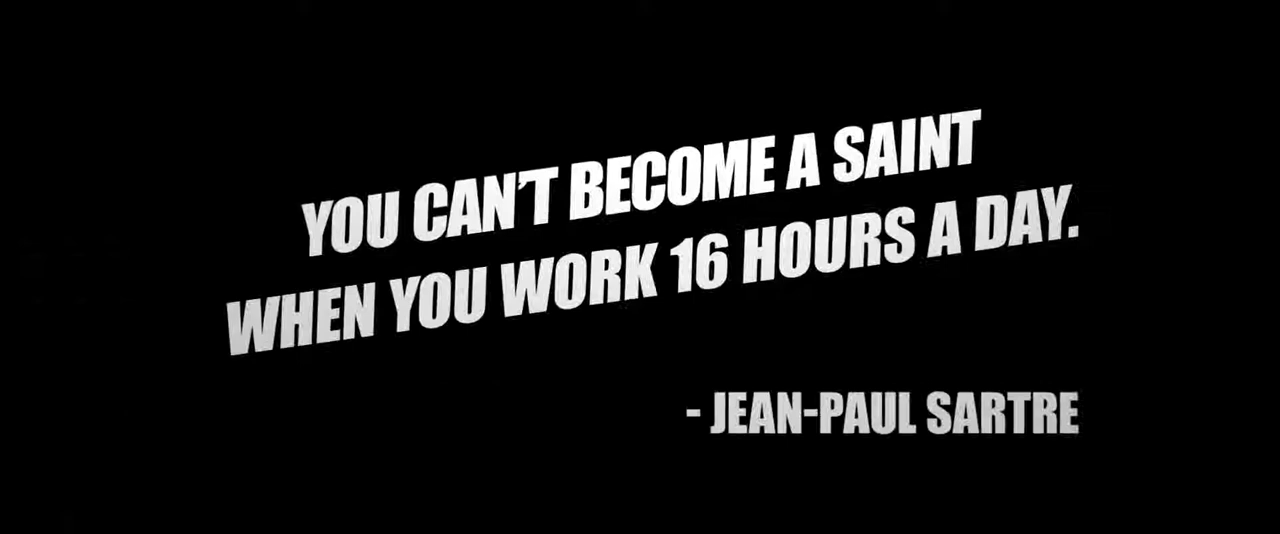 YOU CAN'T BECOME A SAINT
WHEN YOU WORK 16 HOURS A DAY.
- JEAN-PAUL SARTRE